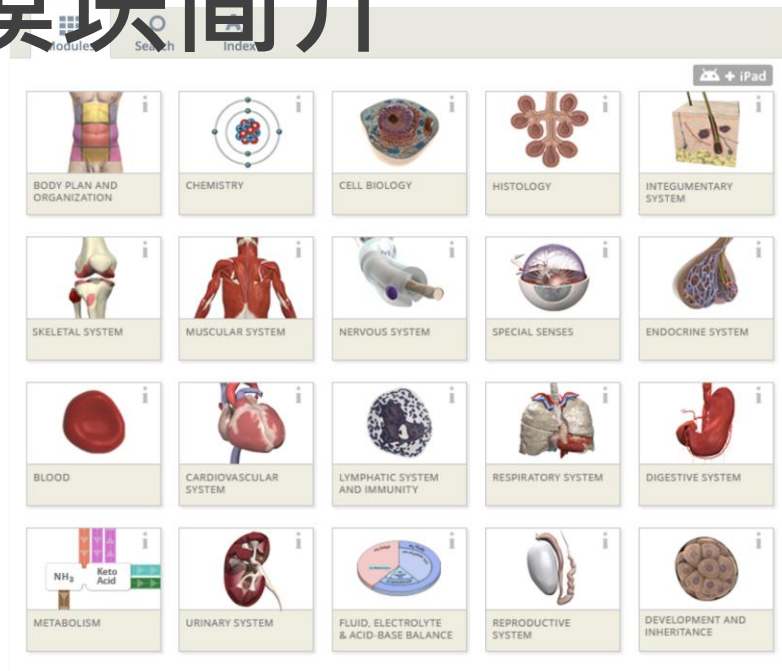 模块简介
Modules
Search
Index
+ iPad
BODY PLAN AND
ORGANIZATION
CHEMISTRY
CELL BIOLOGY
HISTOLOGY
INTEGUMENTARY
SYSTEM
SKELETAL SYSTEM
MUSCULAR SYSTEM
NERVOUS SYSTEM
SPECIAL SENSES
ENDOCRINE SYSTEM
BLOOD
CARDIOVASCULAR
SYSTEM
LYMPHATIC SYSTEM
AND IMMUNITY
RESPIRATORY SYSTEM
DIGESTIVE SYSTEM
NH₃
Keto
Acid
METABOLISM
URINARY SYSTEM
FLUID, ELECTROLYTE
& ACID-BASE BALANCE
REPRODUCTIVE
SYSTEM
DEVELOPMENT AND
INHERITANCE